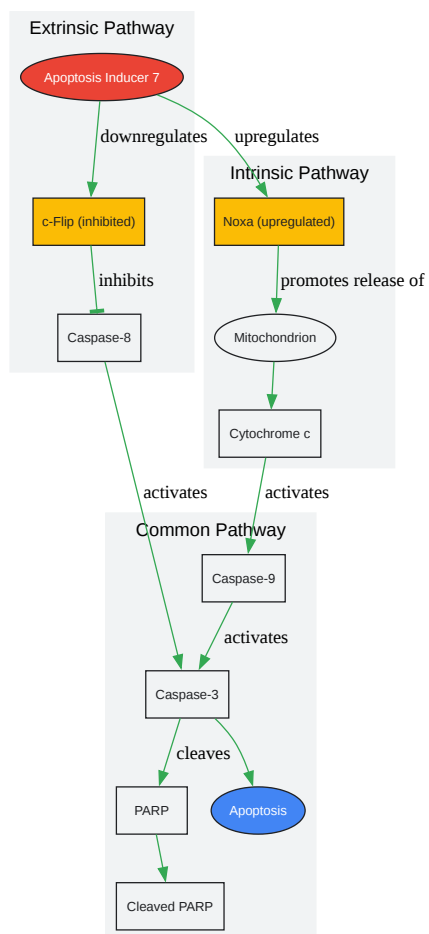 Extrinsic Pathway
Apoptosis Inducer 7
downregulates
upregulates
Intrinsic Pathway
c-Flip (inhibited)
Noxa (upregulated)
inhibits
promotes release of
Caspase-8
Mitochondrion
Cytochrome c
activates
activates
Common Pathway
Caspase-9
activates
Caspase-3
cleaves
PARP
Apoptosis
Cleaved PARP